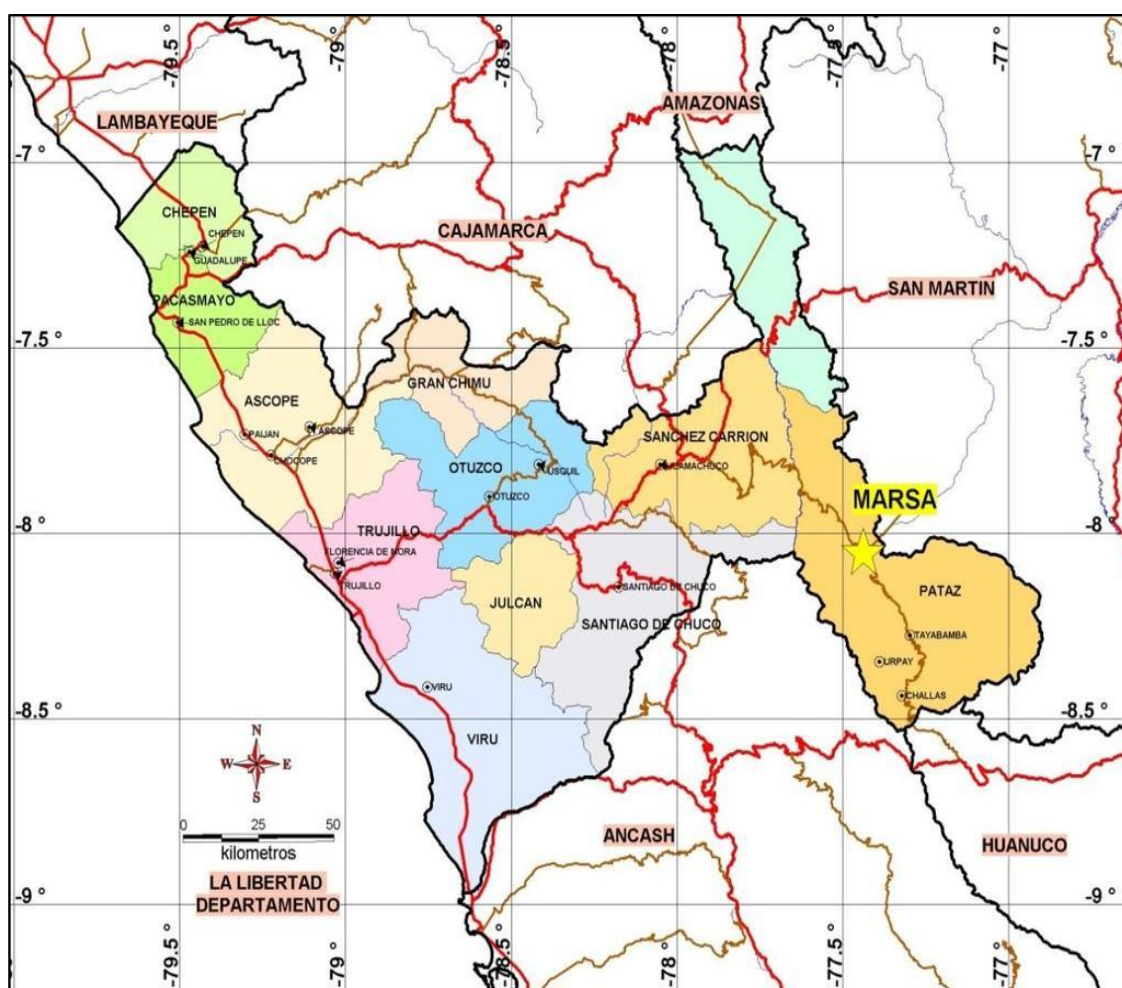 -79.5 °
-79 °
-78.5 °
-78 °
-77.5 °
-77 °
AMAZONAS
LAMBAYEQUE
-7 °
-7 °
CHEPEN
CHEPEN
CAJAMARCA
GUADALUPE
SAN MARTIN
PACASMAYO
SAN PEDRO DE LLOC
-7.5 °
-7.5 °
GRAN CHIMU
ASCOPE
ASCOPE
PAIJAN
SANCHEZ CARRION
CHOCOPE
OTUZCO
USQUIL
OTUZCO
MARSA
-8 °
-8 °
TRUJILLO
FLORENCIA DE MORA
TRUJILLO
SANTIAGO DE CHUCO
PATAZ
JULCAN
SANTIAGO DE CHUCO
TAYABAMBA
URPAY
VIRU
CHALLAS
-8.5 °
-8.5 °
VIRU
N
W E
S
0 25 50
kilometros
ANCASH
HUANUCO
LA LIBERTAD
DEPARTAMENTO
-9 °
-9 °
-79.5 °
-79 °
-78.5 °
-78 °
-77.5 °
-77 °